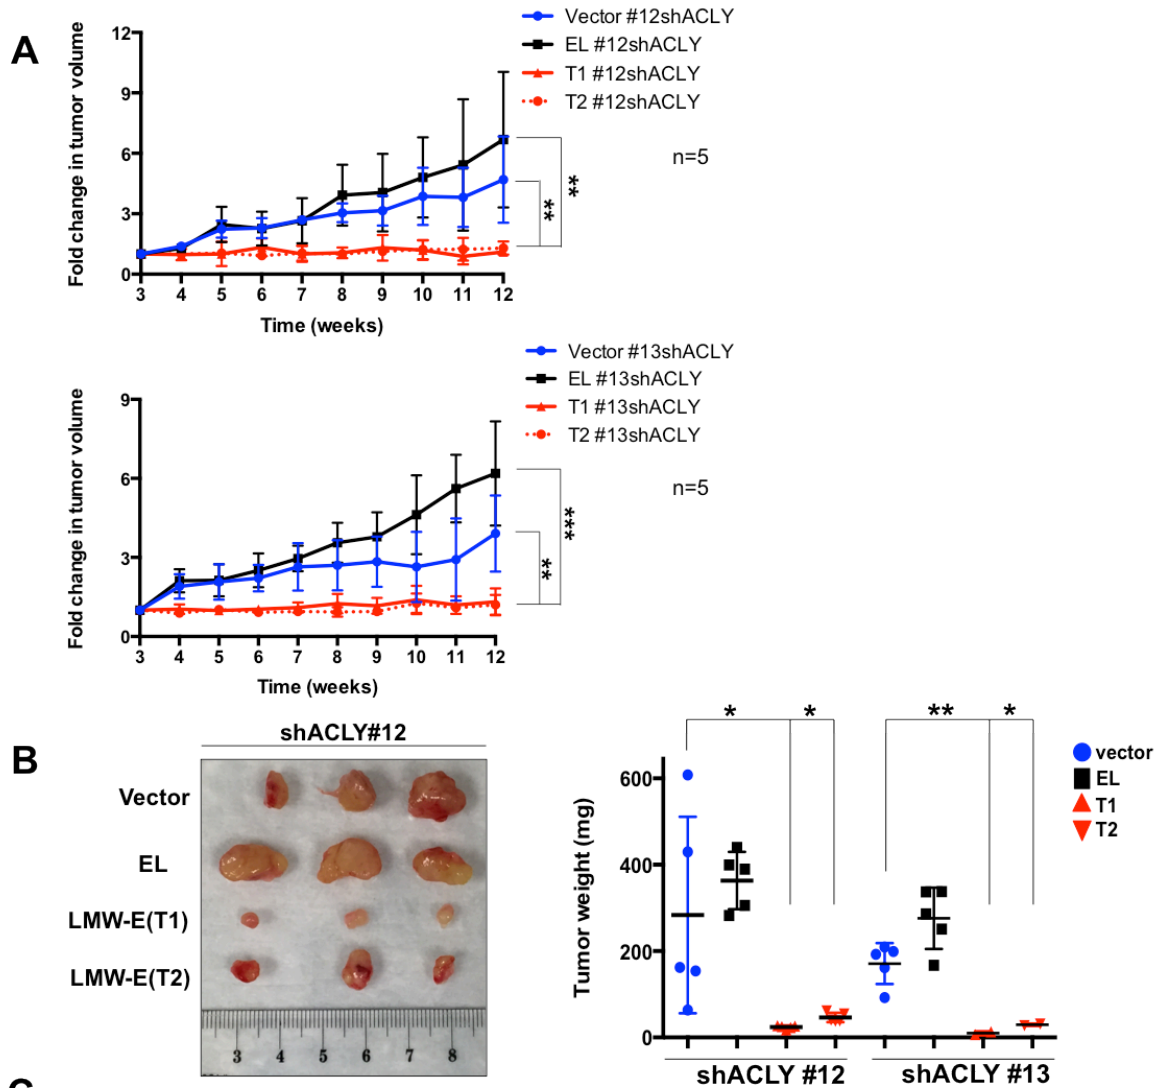 A
Vector #12shACLY
EL #12shACLY
T1 #12shACLY
T2 #12shACLY
n=5
Fold change in tumor volume
12
9
6
3
0
3 4 5 6 7 8 9 10 11 12
Time (weeks)
**
**
Vector #13shACLY
EL #13shACLY
T1 #13shACLY
T2 #13shACLY
n=5
Fold change in tumor volume
9
6
3
0
3 4 5 6 7 8 9 10 11 12
Time (weeks)
**
***
B
shACLY#12
Vector
EL
LMW-E(T1)
LMW-E(T2)
3 4 5 6 7 8
* * ** *
vector
EL
T1
T2
Tumor weight (mg)
600
400
200
0
shACLY #12 shACLY #13